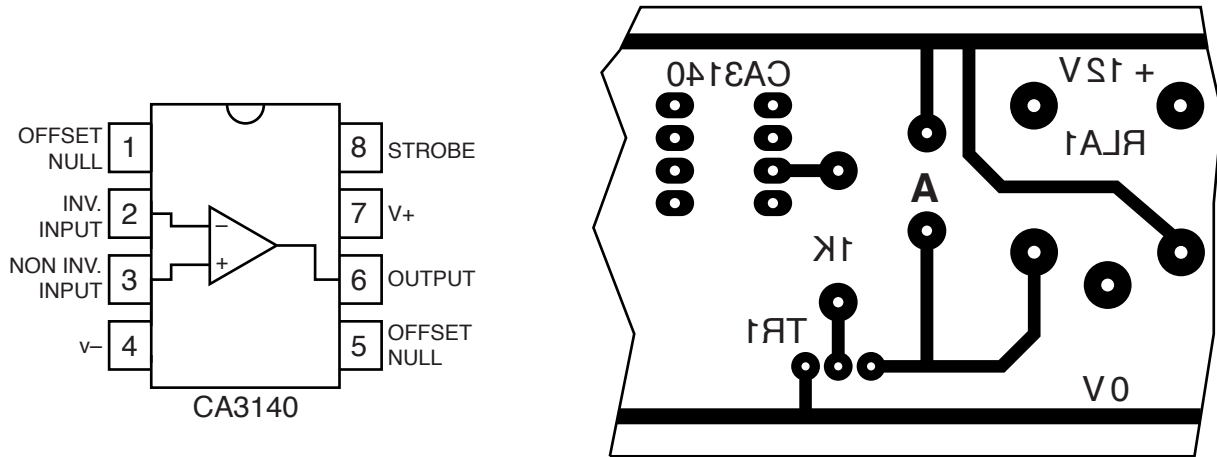 OFFSET
NULL
1
8
STROBE
INV.
INPUT
2
–
7
V+
NON INV.
INPUT
3
+
6
OUTPUT
v–
4
5
OFFSET
NULL
CA3140
CA3140
+ 12V
RLA1
A
1K
TR1
0V